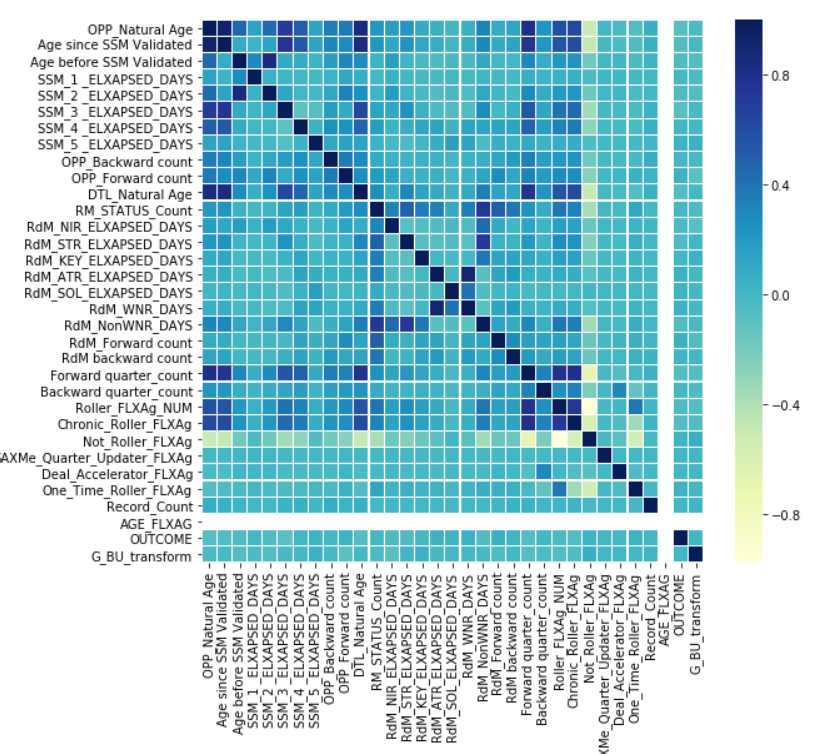 OPP_Natural Age
Age since SSM Validated
Age before SSM Validated
SSM_1 _ELXAPSED_DAYS
SSM_2 _ELXAPSED_DAYS
SSM_3 _ELXAPSED_DAYS
SSM_4 _ELXAPSED_DAYS
SSM_5 _ELXAPSED_DAYS
OPP_Backward count
OPP_Forward count
DTL_Natural Age
RM_STATUS_Count
RdM_NIR_ELXAPSED_DAYS
RdM_STR_ELXAPSED_DAYS
RdM_KEY_ELXAPSED_DAYS
RdM_ATR_ELXAPSED_DAYS
RdM_SOL_ELXAPSED_DAYS
RdM_WNR_DAYS
RdM_NonWNR_DAYS
RdM_Forward count
RdM backward count
Forward quarter_count
Backward quarter_count
Roller_FLXAg_NUM
Chronic_Roller_FLXAg
Not_Roller_FLXAg
AXMe_Quarter_Updater_FLXAg
Deal_Accelerator_FLXAg
One_Time_Roller_FLXAg
Record_Count
AGE_FLXAG
OUTCOME
G_BU_transform
0.8
0.4
0.0
−0.4
−0.8
OPP_Natural Age
Age since SSM Validated
Age before SSM Validated
SSM_1 _ELXAPSED_DAYS
SSM_2 _ELXAPSED_DAYS
SSM_3 _ELXAPSED_DAYS
SSM_4 _ELXAPSED_DAYS
SSM_5 _ELXAPSED_DAYS
OPP_Backward count
OPP_Forward count
DTL_Natural Age
RM_STATUS_Count
RdM_NIR_ELXAPSED_DAYS
RdM_STR_ELXAPSED_DAYS
RdM_KEY_ELXAPSED_DAYS
RdM_ATR_ELXAPSED_DAYS
RdM_SOL_ELXAPSED_DAYS
RdM_WNR_DAYS
RdM_NonWNR_DAYS
RdM_Forward count
RdM backward count
Forward quarter_count
Backward quarter_count
Roller_FLXAg_NUM
Chronic_Roller_FLXAg
Not_Roller_FLXAg
XMe_Quarter_Updater_FLXAg
Deal_Accelerator_FLXAg
One_Time_Roller_FLXAg
Record_Count
AGE_FLXAG
OUTCOME
G_BU_transform